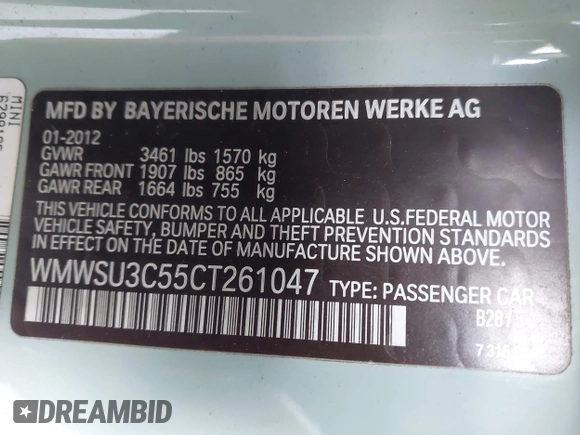 MINI
MFD BY BAYERISCHE MOTOREN WERKE AG
01-2012
GVWR 3461 lbs 1570 kg
GAWR FRONT 1907 lbs 865 kg
GAWR REAR 1664 lbs 755 kg
THIS VEHICLE CONFORMS TO ALL APPLICABLE U.S.FEDERAL MOTOR
VEHICLE SAFETY, BUMPER AND THEFT PREVENTION STANDARDS
IN EFFECT ON THE DATE OF MANUFACTURE SHOWN ABOVE.
WMWSU3C55CT261047 TYPE: PASSENGER CAR
DREAMBID